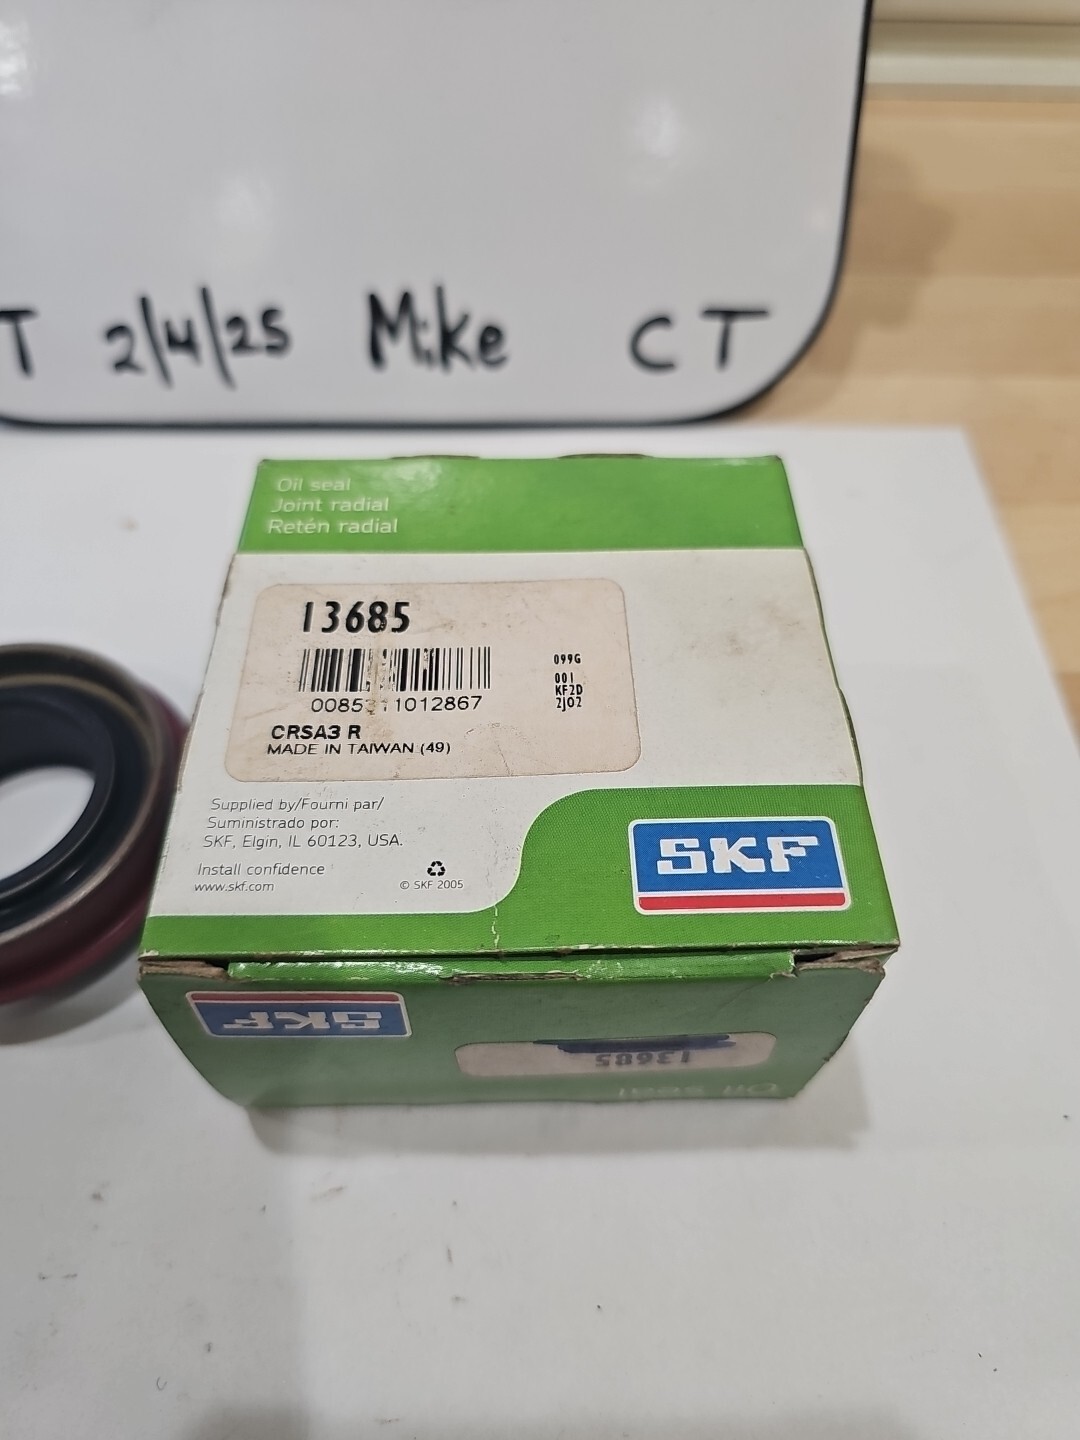 T 2/4/25 Mike CT
Oil seal
Joint radial
Retén radial
13685
099G
001
KF2D
2J02
CRSA3 R
MADE IN TAIWAN (49)
Supplied by/Fourni par/
Suministrado por:
SKF, Elgin, IL 60123, USA.
Install confidence
www.skf.com
© SKF 2005
SKF
SKF
13685
Oil seal